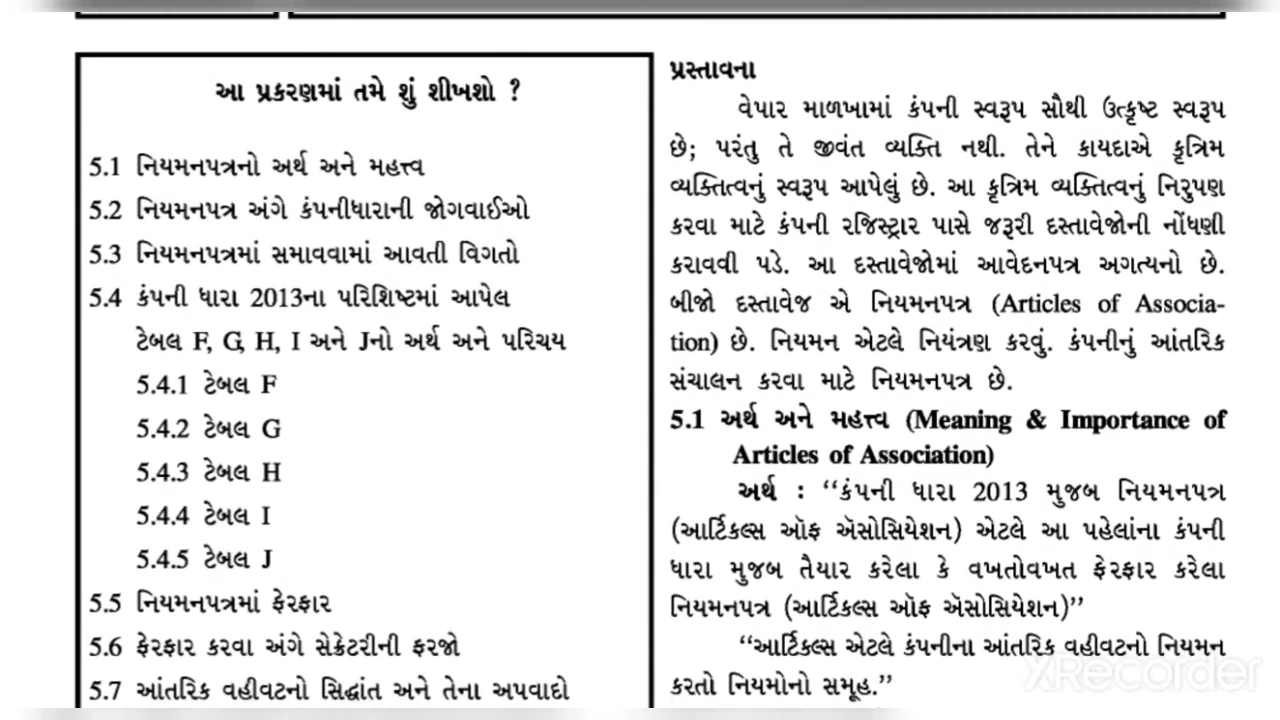 આ પ્રકરણમાં તમે શું શીખશો ?
5.1 નિયમનપત્રનો અર્થ અને મહત્ત્વ
5.2 નિયમનપત્ર અંગે કંપનીધારાની જોગવાઈઓ
5.3 નિયમનપત્રમાં સમાવવામાં આવતી વિગતો
5.4 કંપની ધારા 2013ના પરિશિષ્ટમાં આપેલ
ટેબલ F, G, H, I અને Jનો અર્થ અને પરિચય
5.4.1 ટેબલ F
5.4.2 ટેબલ G
5.4.3 ટેબલ H
5.4.4 ટેબલ I
5.4.5 ટેબલ J
5.5 નિયમનપત્રમાં ફેરફાર
5.6 ફેરફાર કરવા અંગે સેક્રેટરીની ફરજો
5.7 આંતરિક વહીવટનો સિદ્ધાંત અને તેના અપવાદો
પ્રસ્તાવના
વેપાર માળખામાં કંપની સ્વરૂપ સૌથી ઉત્કૃષ્ટ સ્વરૂપ
છે; પરંતુ તે જીવંત વ્યક્તિ નથી. તેને કાયદાએ કૃત્રિમ
વ્યક્તિત્વનું સ્વરૂપ આપેલું છે. આ કૃત્રિમ વ્યક્તિત્વનું નિરુપણ
કરવા માટે કંપની રજિસ્ટ્રાર પાસે જરૂરી દસ્તાવેજોની નોંધણી
કરાવવી પડે. આ દસ્તાવેજોમાં આવેદનપત્ર અગત્યનો છે.
બીજો દસ્તાવેજ એ નિયમનપત્ર (Articles of Associa-
tion) છે. નિયમન એટલે નિયંત્રણ કરવું. કંપનીનું આંતરિક
સંચાલન કરવા માટે નિયમનપત્ર છે.
5.1 અર્થ અને મહત્ત્વ (Meaning & Importance of
Articles of Association)
અર્થ : ‘‘કંપની ધારા 2013 મુજબ નિયમનપત્ર
(આર્ટિકલ્સ ઑફ ઍસોસિયેશન) એટલે આ પહેલાંના કંપની
ધારા મુજબ તૈયાર કરેલા કે વખતોવખત ફેરફાર કરેલા
નિયમનપત્ર (આર્ટિકલ્સ ઑફ ઍસોસિયેશન)’’
‘‘આર્ટિકલ્સ એટલે કંપનીના આંતરિક વહીવટનો નિયમન
કરતો નિયમોનો સમૂહ.’’
XRecorder